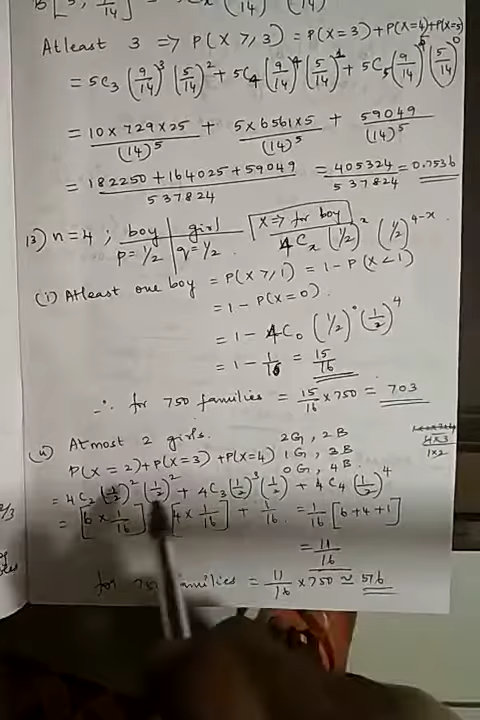 B[5, 9/14]
Atleast 3 => P(X ≥ 3) = P(X=3) + P(X=4) + P(X=5)
= 5C3 (9/14)^3 (5/14)^2 + 5C4 (9/14)^4 (5/14)^1 + 5C5 (9/14)^5 (5/14)^0
= 10×729×25/(14)^5 + 5×6561×5/(14)^5 + 59049/(14)^5
= 182250 + 164025 + 59049 / 537824 = 405324/537824 = 0.7536
13) n=4 ; boy | girl X => for boy
p=1/2 | q=1/2 . 4Cx (1/2)^x (1/2)^4-x .
(i) Atleast one boy = P(X ≥ 1) = 1 - P(X < 1)
= 1 - P(X=0).
= 1 - 4C0 (1/2)^0 (1/2)^4
= 1 - 1/16 = 15/16
∴ for 750 families = 15/16 × 750 = 703
(ii) Atmost 2 girls. 2G, 2B
P(X=2) + P(X=3) + P(X=4) 1G, 3B
0G, 4B.
4×3
1×2
= 4C2 (1/2)^2 (1/2)^2 + 4C3 (1/2)^3 (1/2) + 4C4 (1/2)^4
= [6 × 1/16] [4 × 1/16] + 1/16 = 1/16 [6+4+1]
= 11/16
for families = 11/16 × 750 ≃ 516
2/3